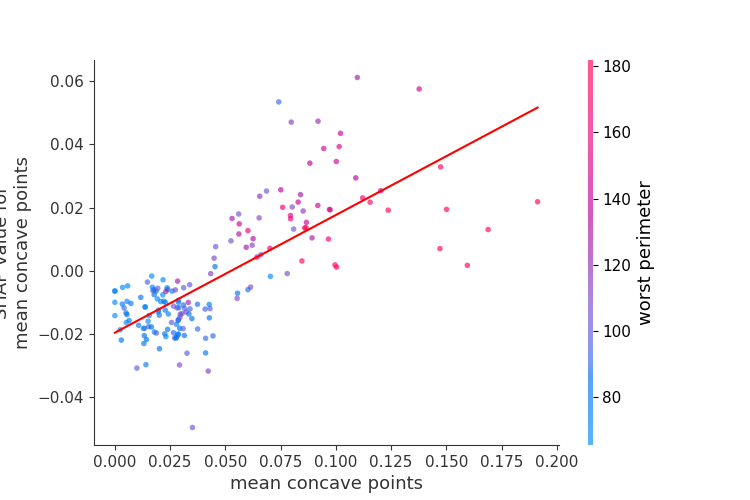 0.06
0.04
0.02
0.00
−0.02
−0.04
SHAP value for
mean concave points
0.000 0.025 0.050 0.075 0.100 0.125 0.150 0.175 0.200
mean concave points
180
160
140
120
100
80
worst perimeter